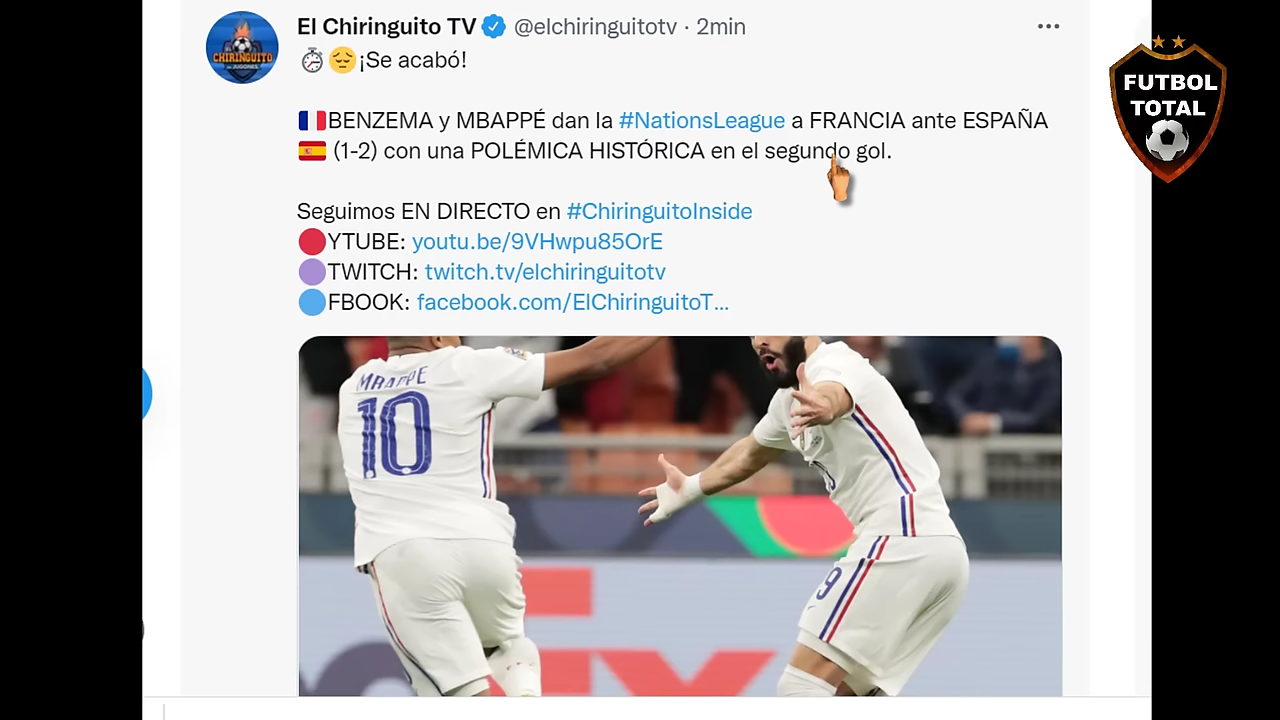 El Chiringuito TV @elchiringuitotv · 2min
¡Se acabó!
BENZEMA y MBAPPÉ dan la #NationsLeague a FRANCIA ante ESPAÑA
(1-2) con una POLÉMICA HISTÓRICA en el segundo gol.
Seguimos EN DIRECTO en #ChiringuitoInside
YTUBE: youtu.be/9VHwpu85OrE
TWITCH: twitch.tv/elchiringuitotv
FBOOK: facebook.com/ElChiringuitoT...
FUTBOL
TOTAL
CHIRINGUITO
MBAPPE
10
9